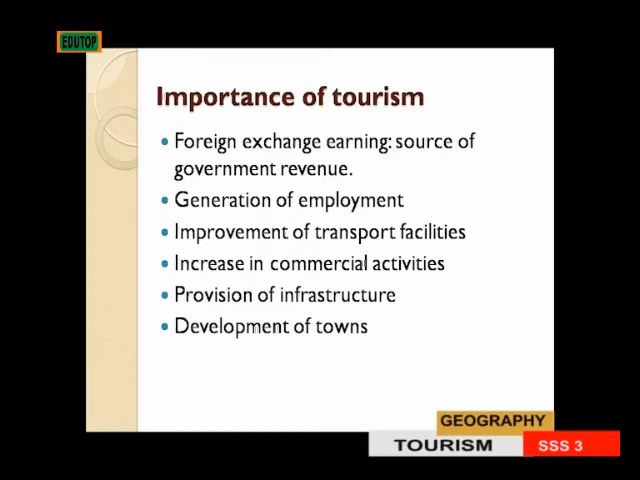 EDUTOP
Importance of tourism
Foreign exchange earning: source of
government revenue.
Generation of employment
Improvement of transport facilities
Increase in commercial activities
Provision of infrastructure
Development of towns
GEOGRAPHY
TOURISM SSS 3